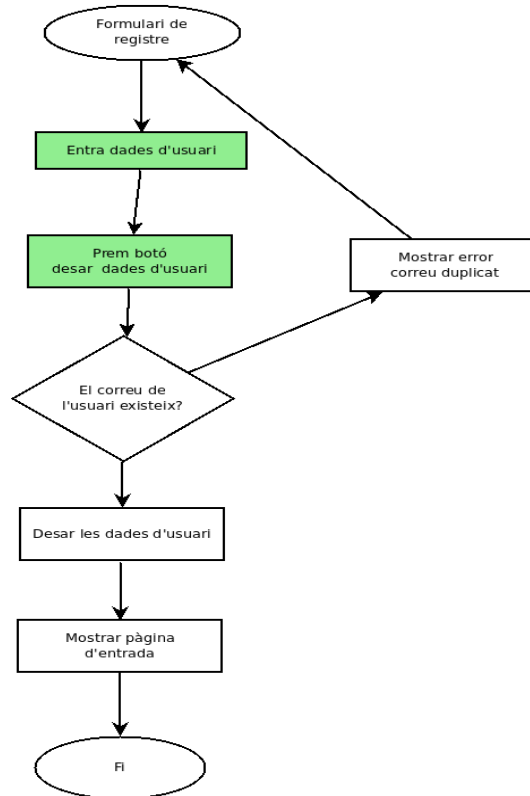 Formulari de
registre
Entra dades d'usuari
Prem botó
desar dades d'usuari
Mostrar error
correu duplicat
El correu de
l'usuari existeix?
Desar les dades d'usuari
Mostrar pàgina
d'entrada
Fi